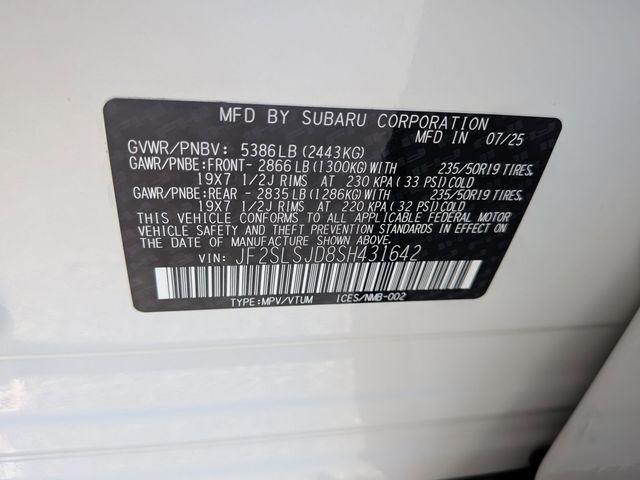 MFD BY SUBARU CORPORATION
MFD IN 07/25
GVWR/PNBV: 5386LB(2443KG)
GAWR/PNBE:FRONT- 2866LB(1300KG)WITH 235/50R19 TIRES,
19X7 1/2J RIMS AT 230 KPA(33 PSI)COLD
GAWR/PNBE:REAR - 2835LB(1286KG)WITH 235/50R19 TIRES,
19X7 1/2J RIMS AT 220 KPA(32 PSI)COLD
THIS VEHICLE CONFORMS TO ALL APPLICABLE FEDERAL MOTOR
VEHICLE SAFETY AND THEFT PREVENTION STANDARDS IN EFFECT
ON THE DATE OF MANUFACTURE SHOWN ABOVE.
VIN: JF2SLSJD8SH431642
TYPE:MPV/VTUM ICES/NMB-002